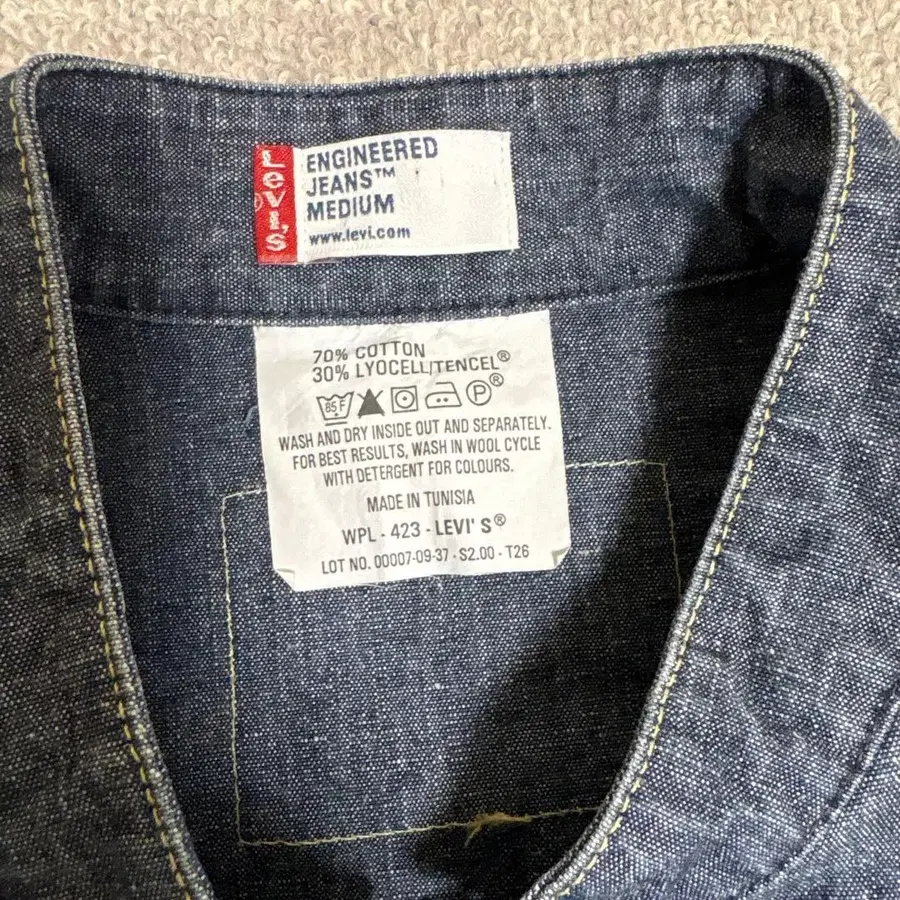 LEVI'S
®
ENGINEERED
JEANS™
MEDIUM
www.levi.com
70% COTTON
30% LYOCELL/TENCEL®
85F
P®
WASH AND DRY INSIDE OUT AND SEPARATELY.
FOR BEST RESULTS, WASH IN WOOL CYCLE
WITH DETERGENT FOR COLOURS.
MADE IN TUNISIA
WPL - 423 - LEVI' S®
LOT NO. 00007-09-37 - S2.00 - T26